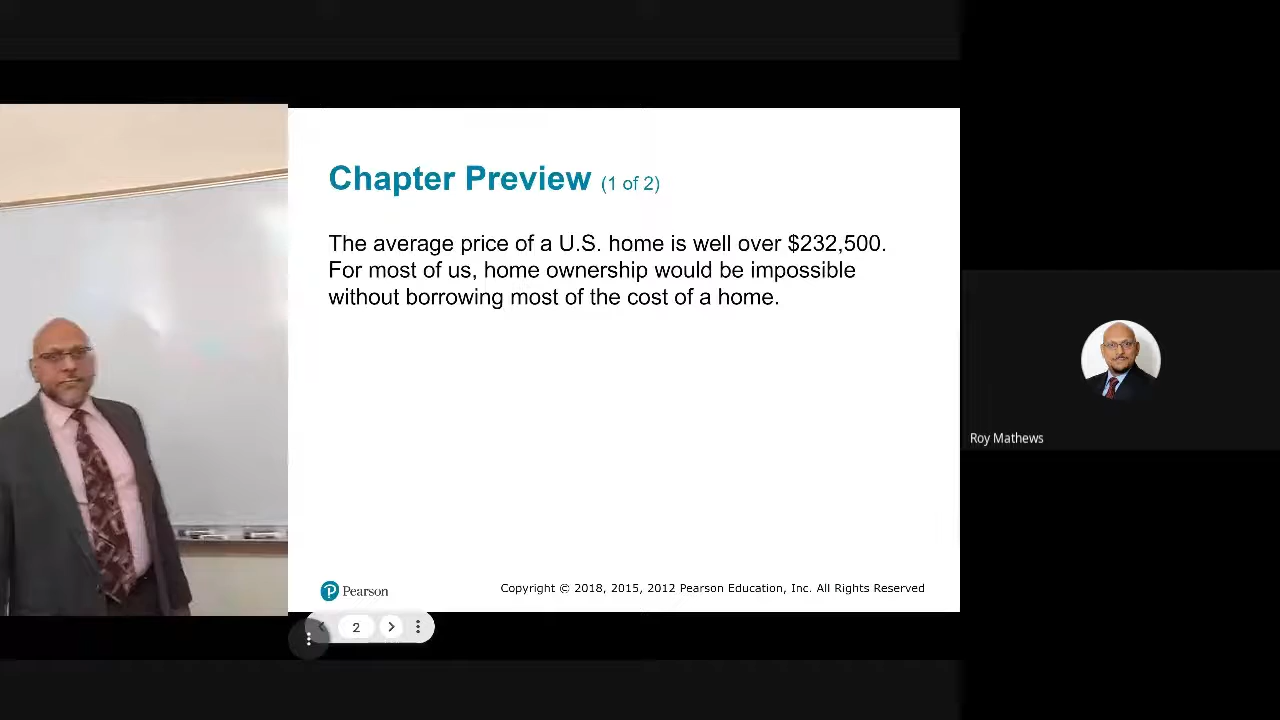 Chapter Preview (1 of 2)
The average price of a U.S. home is well over $232,500.
For most of us, home ownership would be impossible
without borrowing most of the cost of a home.
Roy Mathews
Pearson
Copyright © 2018, 2015, 2012 Pearson Education, Inc. All Rights Reserved
2